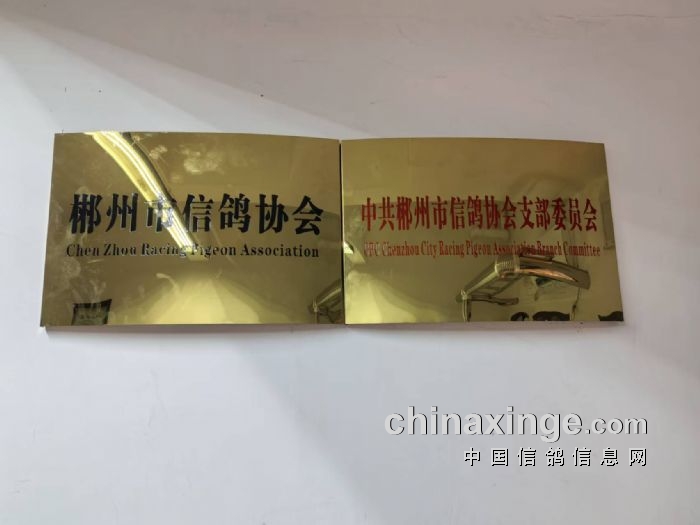 郴州市信鸽协会
Chen Zhou Racing Pigeon Association
中共郴州市信鸽协会支部委员会
CPC Chenzhou City Racing Pigeon Association Branch Committee
chinaxinge.com
中国信鸽信息网